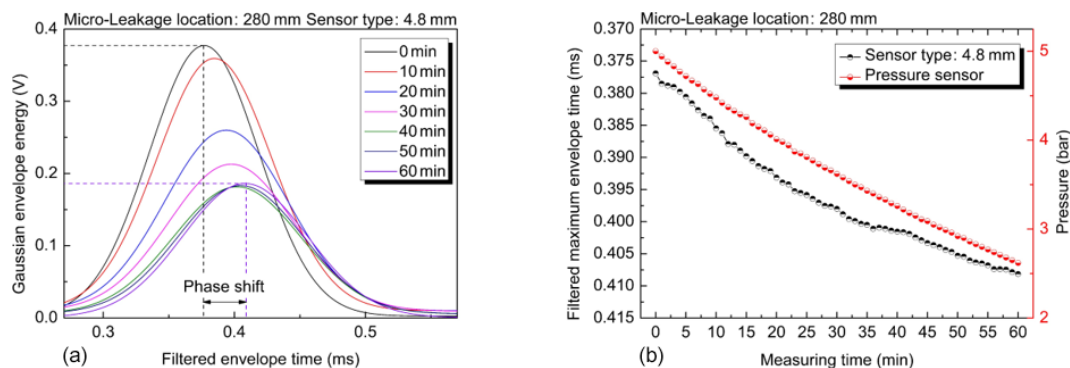 Micro-Leakage location: 280 mm Sensor type: 4.8 mm
Gaussian envelope energy (V)
0.4
0.3
0.2
0.1
0.0
0 min
10 min
20 min
30 min
40 min
50 min
60 min
Phase shift
0.3 0.4 0.5
(a) Filtered envelope time (ms)
Micro-Leakage location: 280 mm
Filtered maximum envelope time (ms)
0.370
0.375
0.380
0.385
0.390
0.395
0.400
0.405
0.410
0.415
Sensor type: 4.8 mm
Pressure sensor
5
4
3
2
Pressure (bar)
0 5 10 15 20 25 30 35 40 45 50 55 60
(b) Measuring time (min)